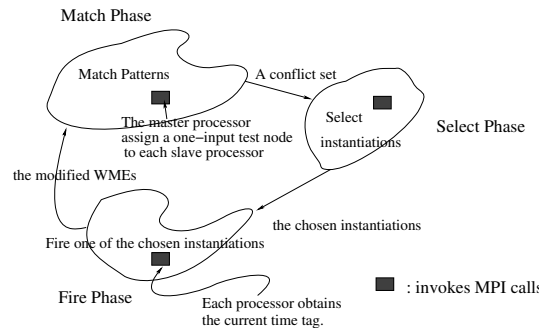 Match Phase
Match Patterns
A conflict set
The master processor
assign a one-input test node
to each slave processor
Select
instantiations
Select Phase
the modified WMEs
the chosen instantiations
Fire one of the chosen instantiations
Fire Phase
Each processor obtains
the current time tag.
: invokes MPI calls